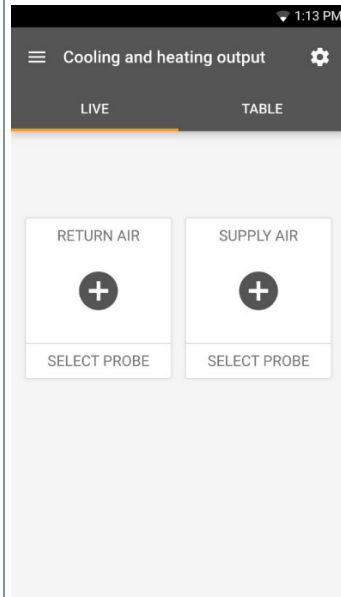 1:13 PM
Cooling and heating output
LIVE TABLE
RETURN AIR SUPPLY AIR
SELECT PROBE SELECT PROBE